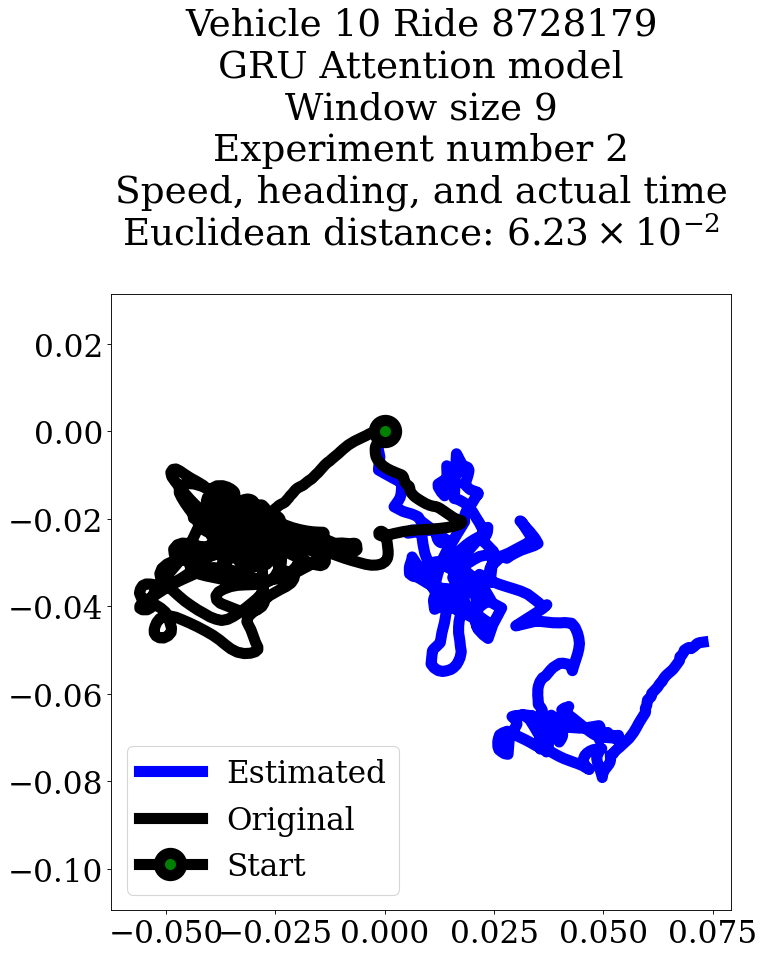 Vehicle 10 Ride 8728179
GRU Attention model
Window size 9
Experiment number 2
Speed, heading, and actual time
Euclidean distance: 6.23 × 10⁻²
0.02
0.00
−0.02
−0.04
−0.06
−0.08
−0.10
Estimated
Original
Start
−0.050 −0.025 0.000 0.025 0.050 0.075